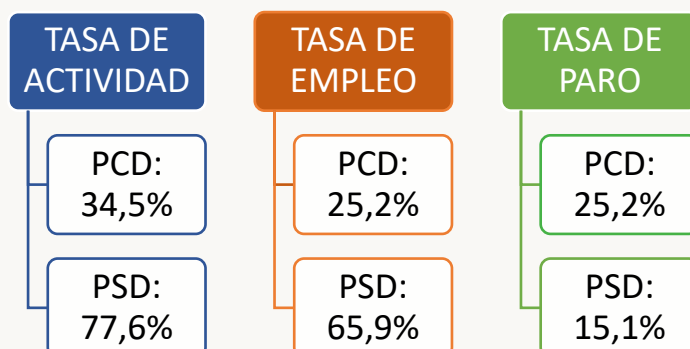 TASA DE
ACTIVIDAD
PCD:
34,5%
PSD:
77,6%
TASA DE
EMPLEO
PCD:
25,2%
PSD:
65,9%
TASA DE
PARO
PCD:
25,2%
PSD:
15,1%